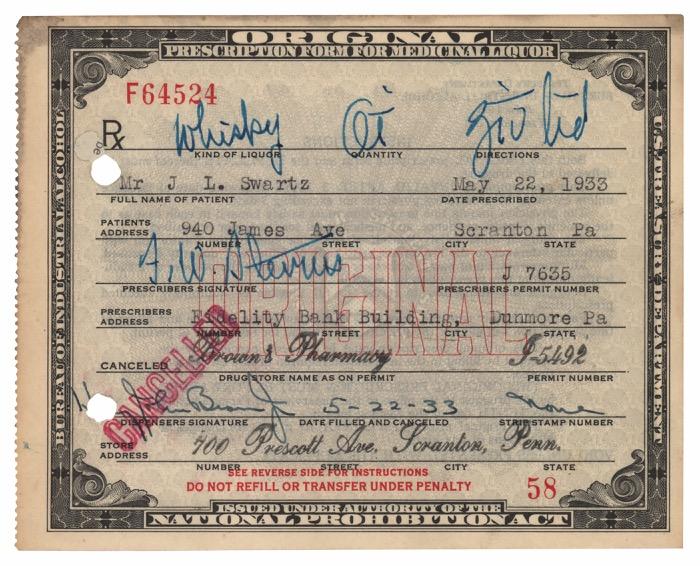 ORIGINAL
PRESCRIPTION FORM FOR MEDICINAL LIQUOR
BUREAU OF INDUSTRIAL ALCOHOL
U.S. TREASURY DEPARTMENT
F64524
Rx Whisky Oi
KIND OF LIQUOR QUANTITY DIRECTIONS
Mr J L. Swartz May 22, 1933
FULL NAME OF PATIENT DATE PRESCRIBED
PATIENTS ADDRESS 940 James Ave Scranton Pa
NUMBER STREET CITY STATE
F. W. Stevens J 7635
PRESCRIBERS SIGNATURE PRESCRIBERS PERMIT NUMBER
ORIGINAL
PRESCRIBERS ADDRESS Fidelity Bank Building, Dunmore Pa
NUMBER STREET CITY STATE
CANCELED Brown's Pharmacy P-5492
DRUG STORE NAME AS ON PERMIT PERMIT NUMBER
CANCELLED
5-22-33 None
DISPENSERS SIGNATURE DATE FILLED AND CANCELLED STRIP STAMP NUMBER
STORE ADDRESS 700 Prescott Ave. Scranton, Penn.
NUMBER STREET CITY STATE
SEE REVERSE SIDE FOR INSTRUCTIONS
DO NOT REFILL OR TRANSFER UNDER PENALTY 58
ISSUED UNDER AUTHORITY OF THE
NATIONAL PROHIBITION ACT